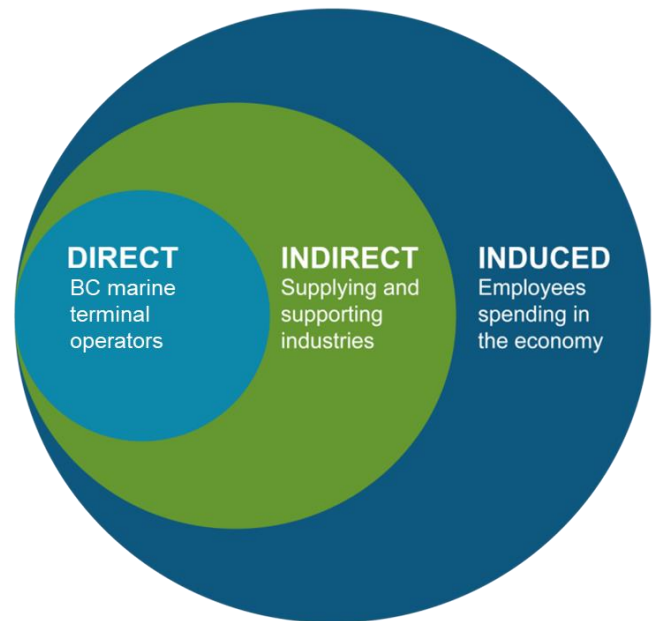 DIRECT
BC marine
terminal
operators
INDIRECT
Supplying and
supporting
industries
INDUCED
Employees
spending in
the economy